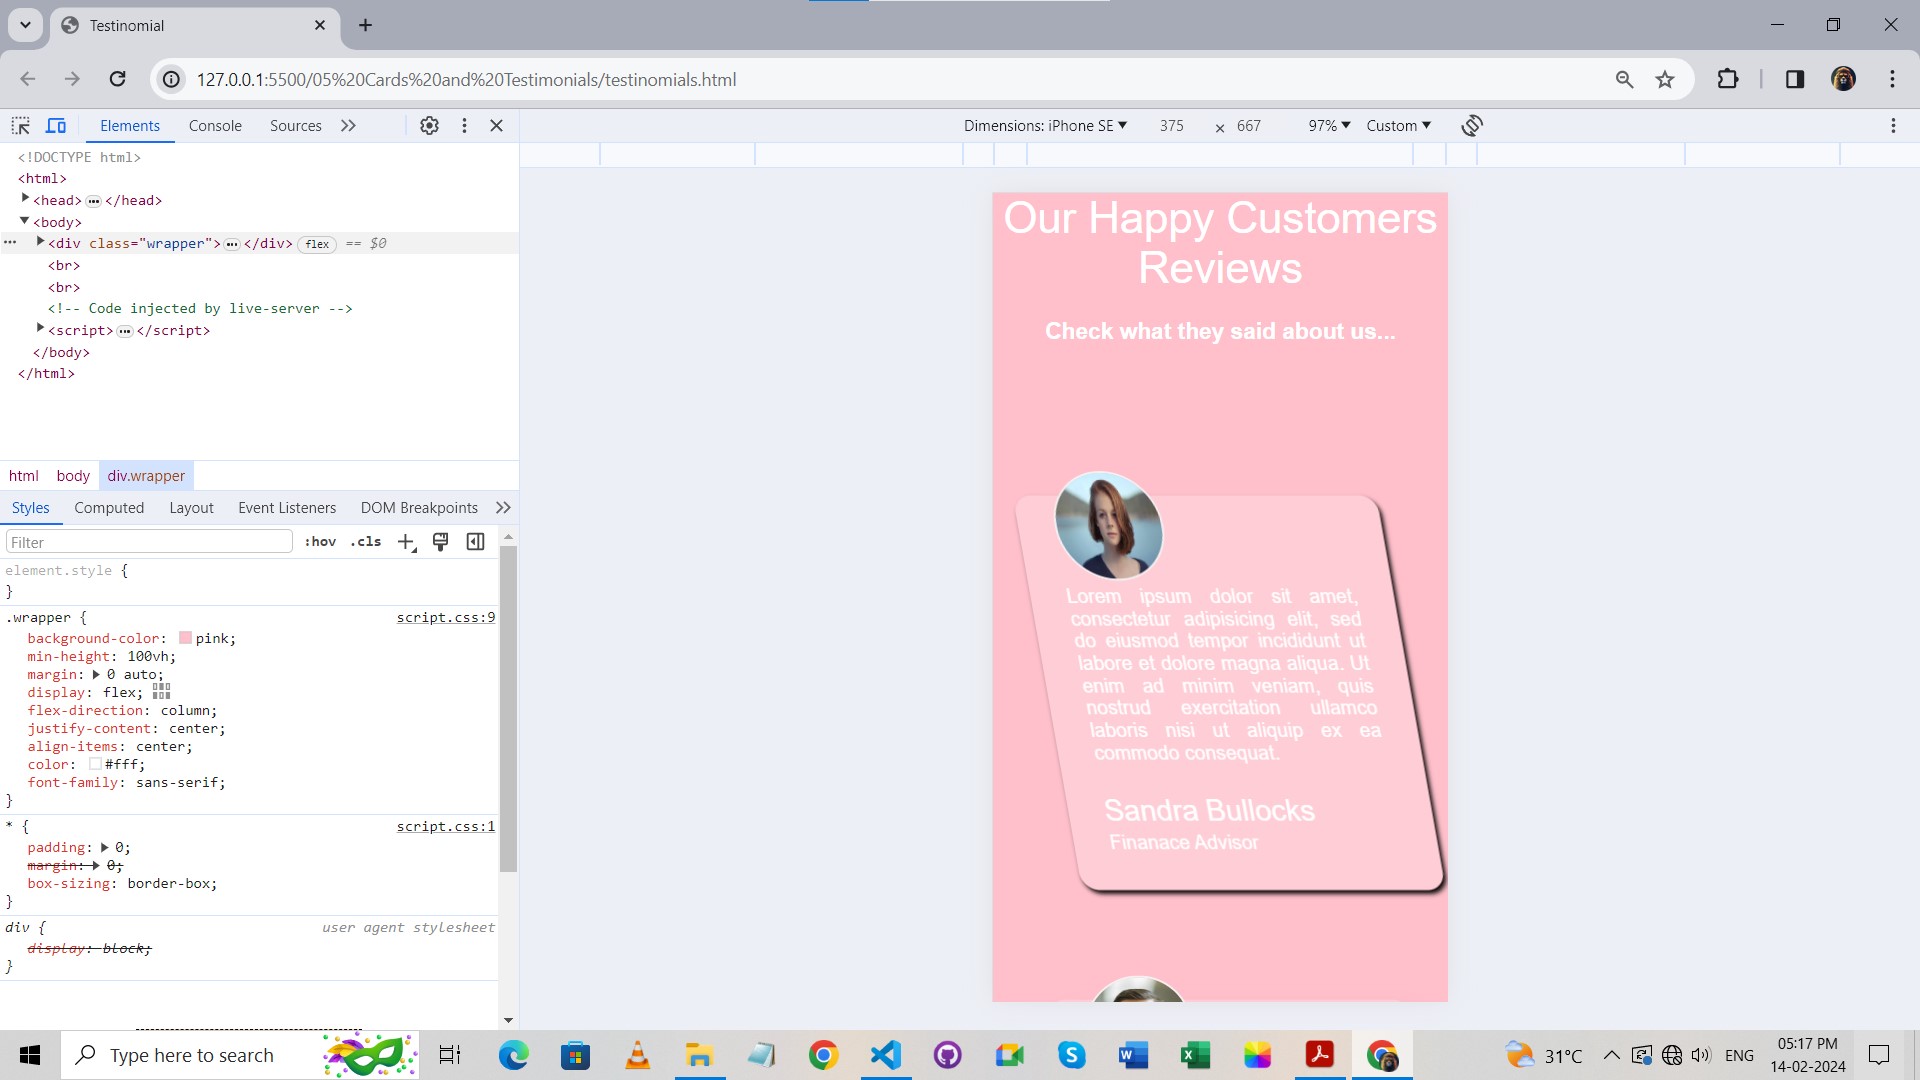 Testinomial
127.0.0.1:5500/05%20Cards%20and%20Testimonials/testinomials.html
Elements Console Sources
Dimensions: iPhone SE 375 × 667 97% Custom
<!DOCTYPE html>
<html>
<head> ••• </head>
<body>
••• <div class="wrapper"> ••• </div> flex == $0
<br>
<br>
<!-- Code injected by live-server -->
<script> ••• </script>
</body>
</html>
html body div.wrapper
Styles Computed Layout Event Listeners DOM Breakpoints
Filter :hov .cls
element.style {
}
.wrapper { script.css:9
background-color: pink;
min-height: 100vh;
margin: 0 auto;
display: flex;
flex-direction: column;
justify-content: center;
align-items: center;
color: #fff;
font-family: sans-serif;
}
* { script.css:1
padding: 0;
margin: 0;
box-sizing: border-box;
}
div { user agent stylesheet
display: block;
}
Our Happy Customers
Reviews
Check what they said about us...
Lorem ipsum dolor sit amet,
consectetur adipisicing elit, sed
do eiusmod tempor incididunt ut
labore et dolore magna aliqua. Ut
enim ad minim veniam, quis
nostrud exercitation ullamco
laboris nisi ut aliquip ex ea
commodo consequat.
Sandra Bullocks
Finanace Advisor
Type here to search
31°C ENG
05:17 PM
14-02-2024